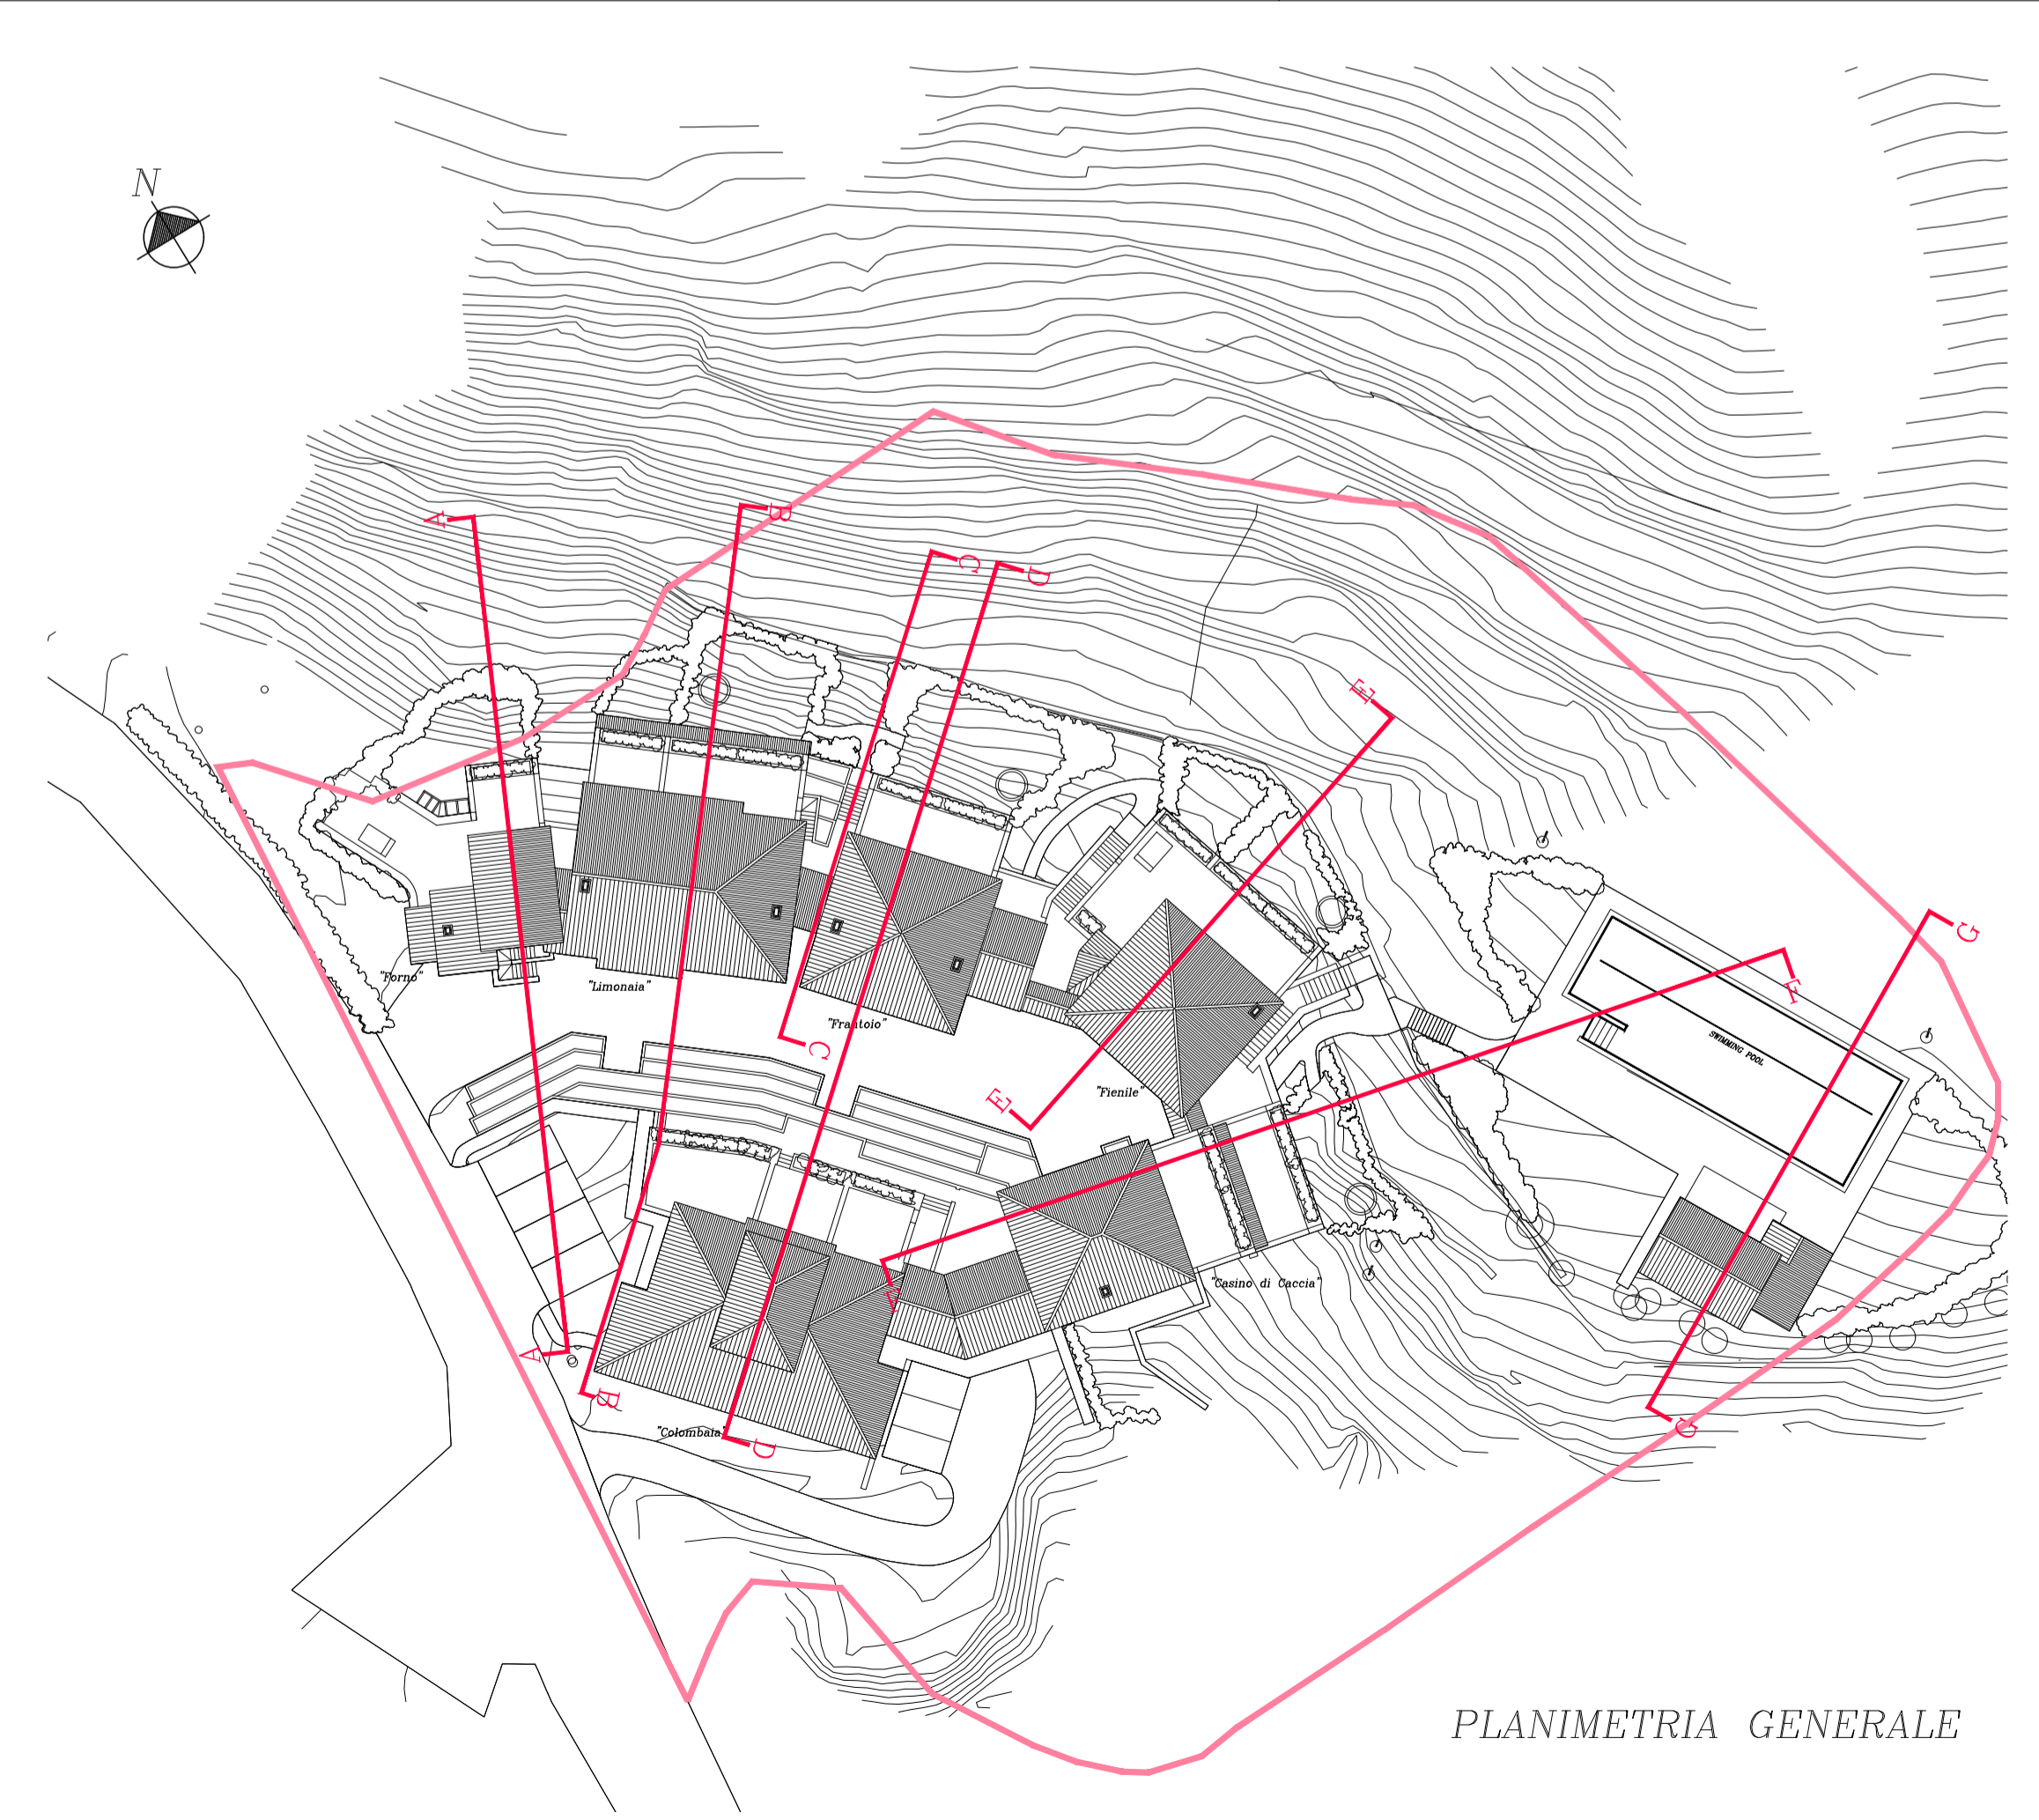 N
A
B
C
D
E
G
F
SWIMMING POOL
"Forno"
"Limonaia"
"Frantoio"
C
"Fienile"
E
"Casino di Caccia"
F
A
B
"Colombaia"
D
G
PLANIMETRIA GENERALE